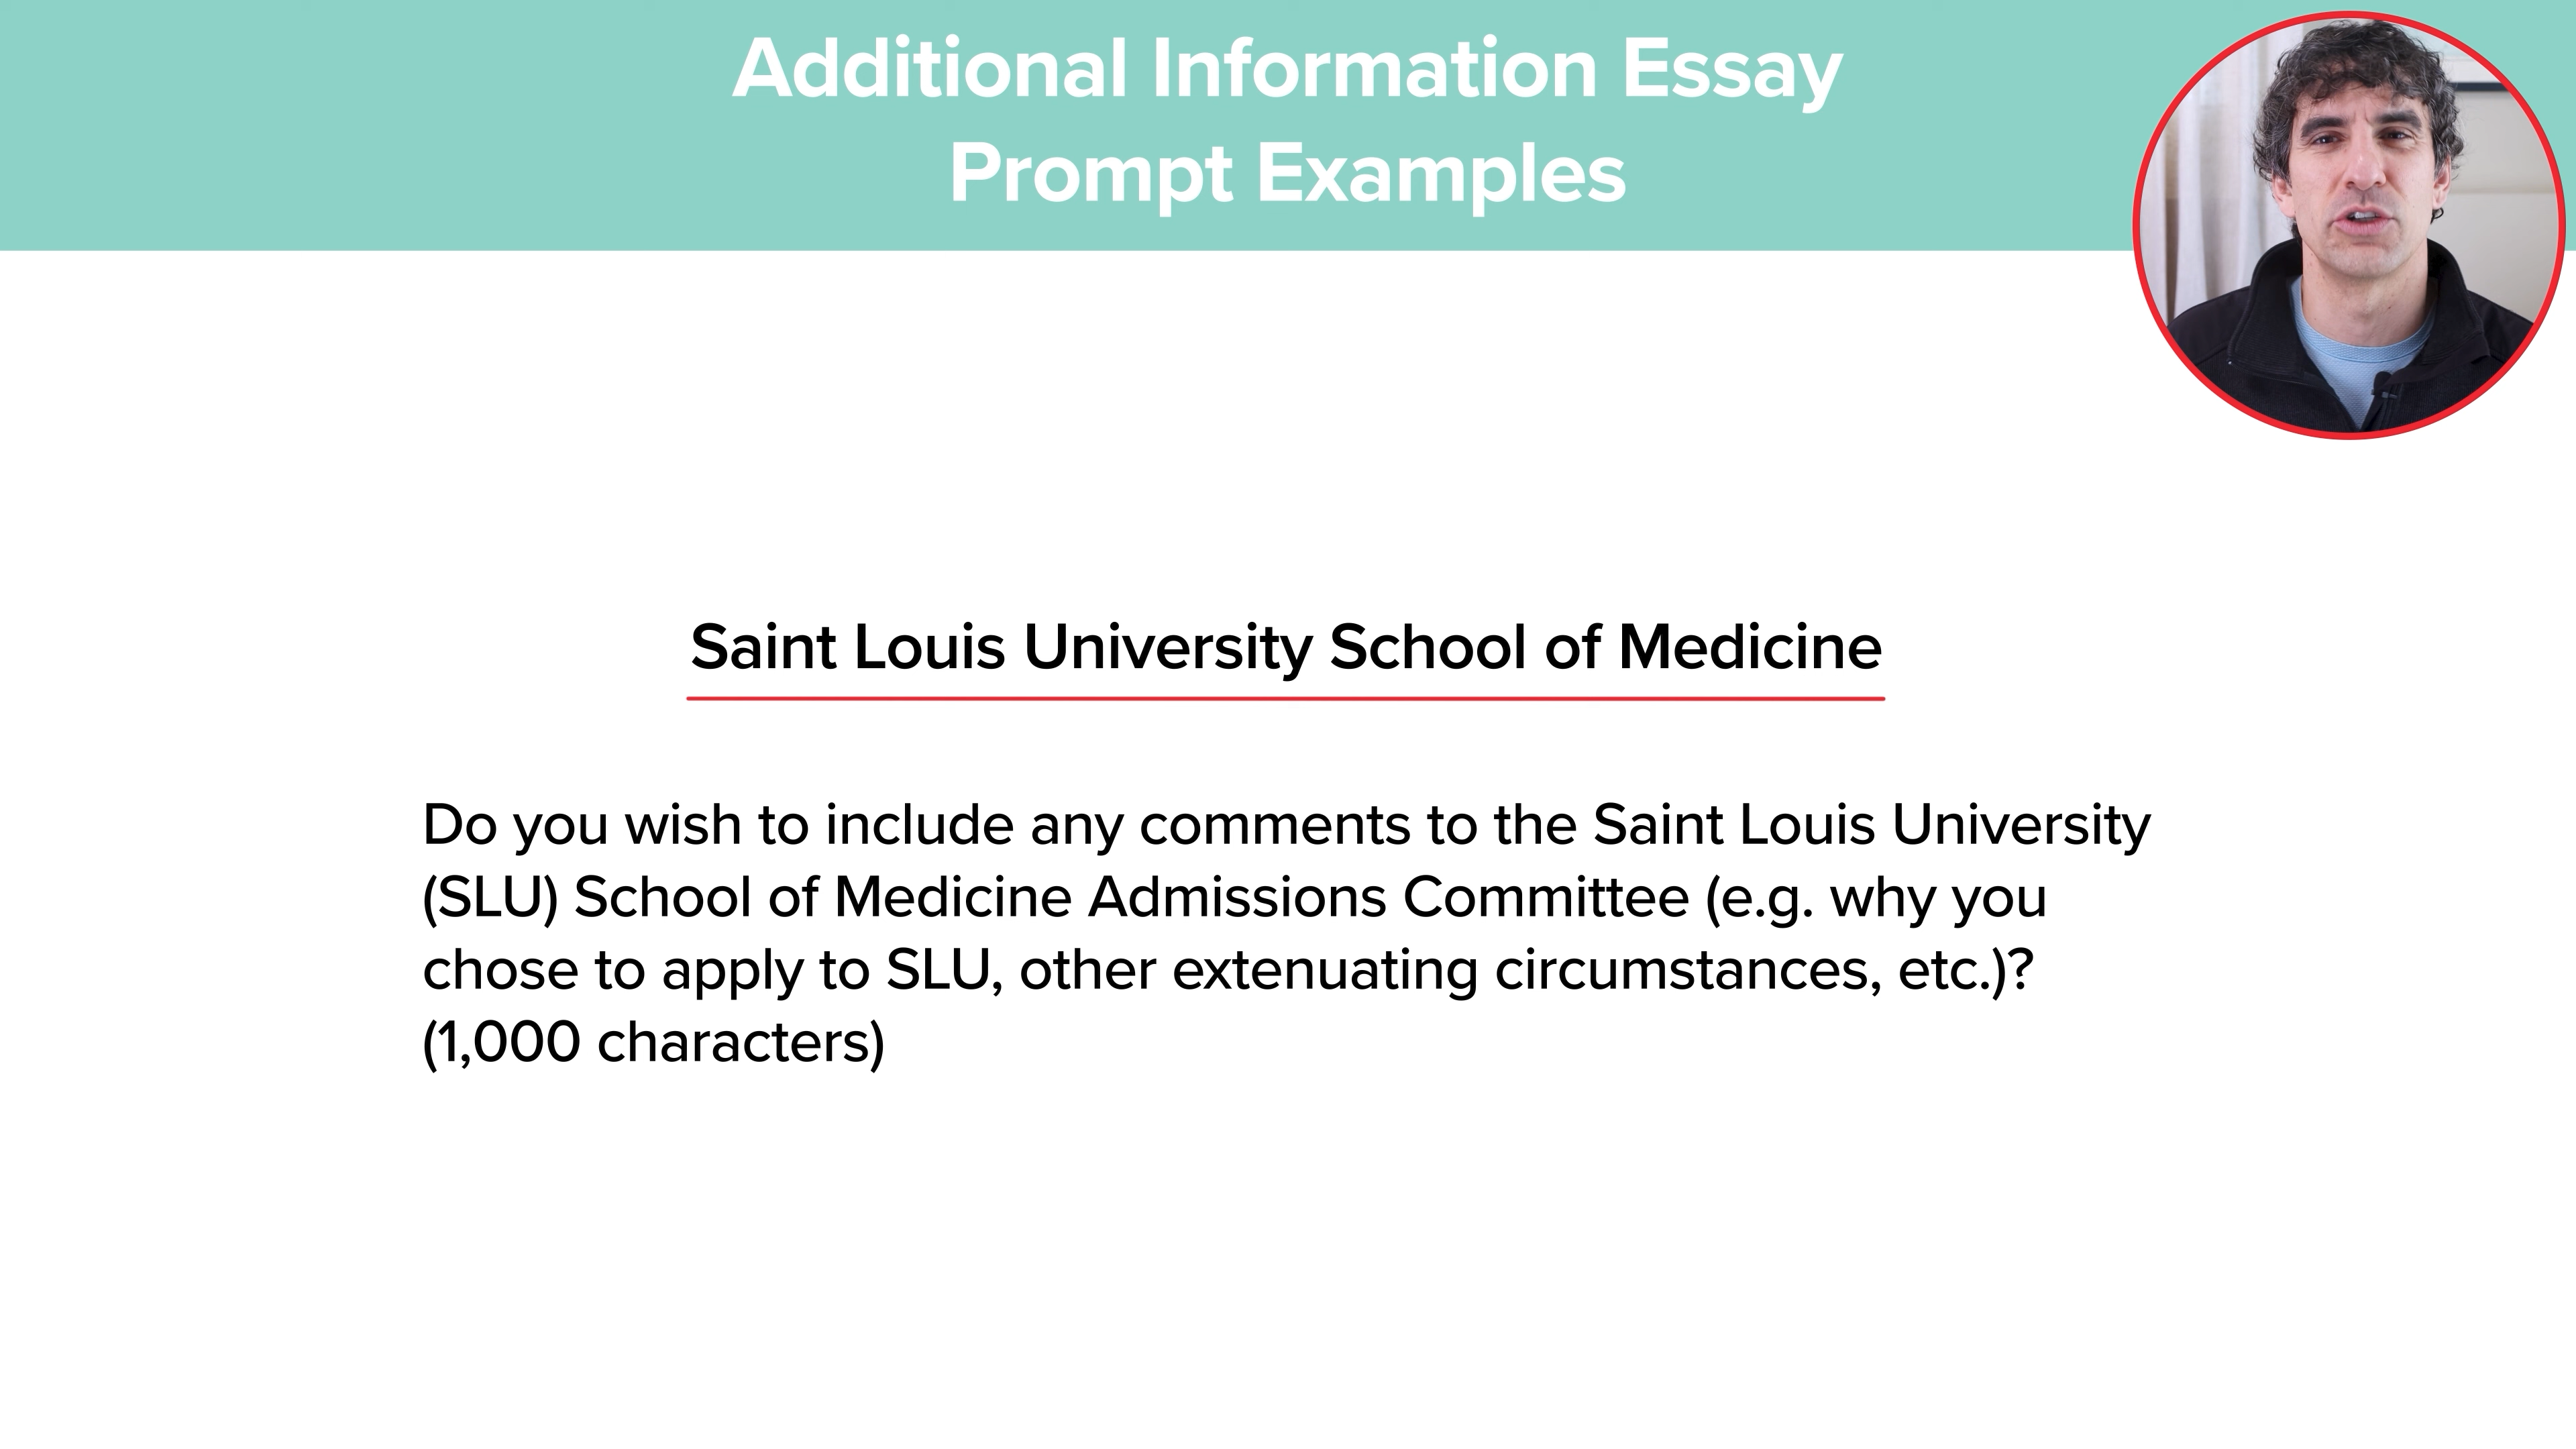 Additional Information Essay
Prompt Examples
Saint Louis University School of Medicine
Do you wish to include any comments to the Saint Louis University
(SLU) School of Medicine Admissions Committee (e.g. why you
chose to apply to SLU, other extenuating circumstances, etc.)?
(1,000 characters)